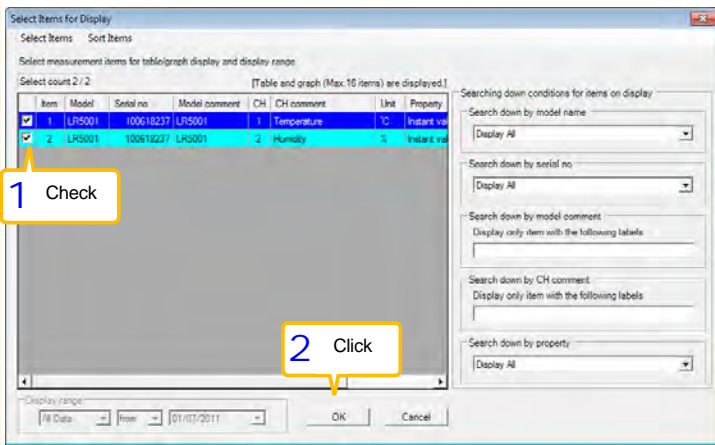 Select Items for Display
Select Items Sort Items
Select measurement items for table/graph display and display range
Select count 2 / 2 [Table and graph (Max.16 items) are displayed.]
Item Model Serial no Model comment CH CH comment Unit Property
1 LR5001 100618237 LR5001 1 Temperature °C Instant val
2 LR5001 100618237 LR5001 2 Humidity % Instant val
1 Check
2 Click
Display range
All Data from 01/07/2011
OK Cancel
Searching down conditions for items on display
Search down by model name
Display All
Search down by serial no
Display All
Search down by model comment
Display only item with the following labels
Search down by CH comment
Display only item with the following labels
Search down by property
Display All